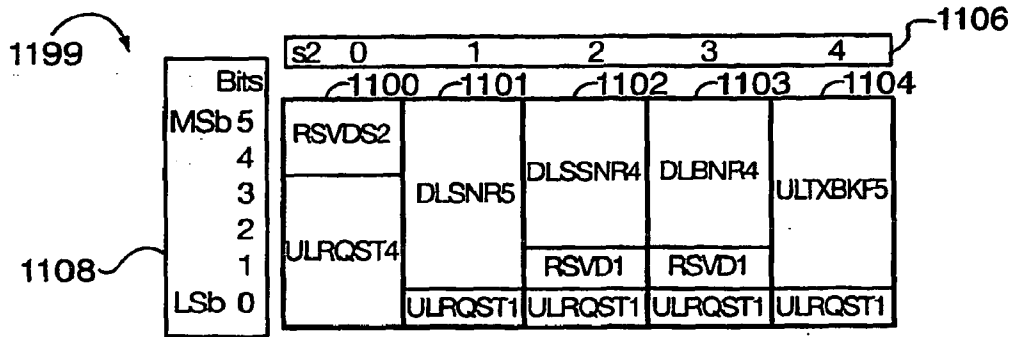 1199
1106
s2 0 1 2 3 4
1100 1101 1102 1103 1104
Bits
MSb 5
4
3
2
1
LSb 0
1108
RSVDS2
ULRQST4
DLSNR5
ULRQST1
DLSSNR4
RSVD1
ULRQST1
DLBNR4
RSVD1
ULRQST1
ULTXBKF5
ULRQST1